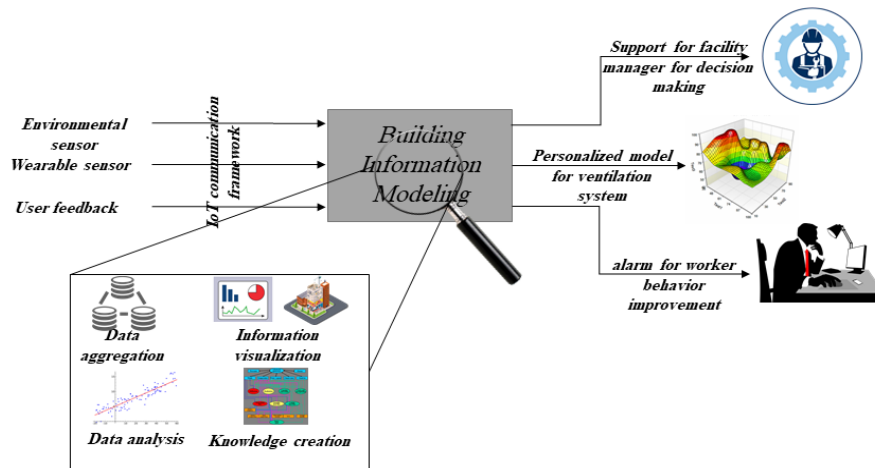 Support for facility
manager for decision
making
Environmental
sensor
Wearable sensor
User feedback
IoT communication
framework
Building
Information
Modeling
Personalized model
for ventilation
system
alarm for worker
behavior
improvement
Data
aggregation
Information
visualization
Data analysis
Knowledge creation